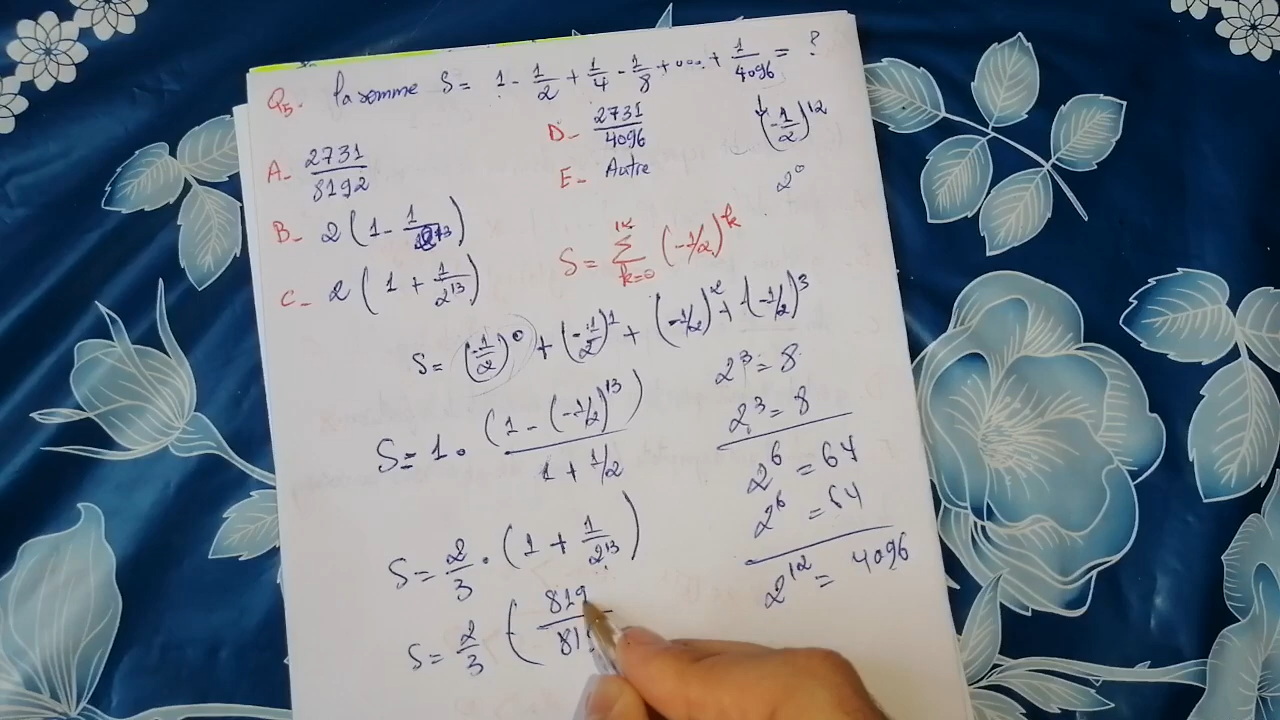 Q5. la somme S = 1 - 1/2 + 1/4 - 1/8 + ... + 1/4096 = ?
(-1/2)^12
2^0
A- 2731/8192
D- 2731/4096
B- 2(1 - 1/2^13)
E- Autre
C- 2(1 + 1/2^13)
S = Σ_{k=0}^{12} (-1/2)^k
S = (-1/2)^0 + (-1/2)^1 + (-1/2)^2 + (-1/2)^3
2^3 = 8
2^3 = 8
S = 1 · (1 - (-1/2)^13) / (1 + 1/2)
2^6 = 64
2^6 = 64
S = 2/3 · (1 + 1/2^13)
2^12 = 4096
S = 2/3 ( 819 / 81